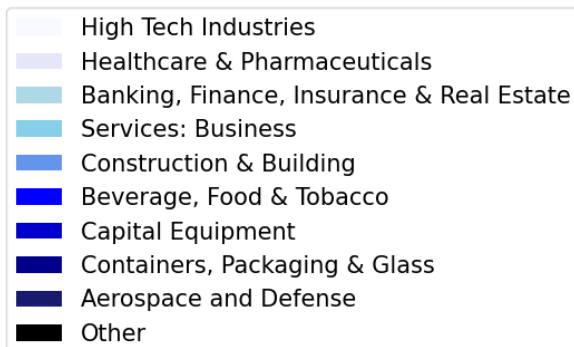 High Tech Industries
Healthcare & Pharmaceuticals
Banking, Finance, Insurance & Real Estate
Services: Business
Construction & Building
Beverage, Food & Tobacco
Capital Equipment
Containers, Packaging & Glass
Aerospace and Defense
Other